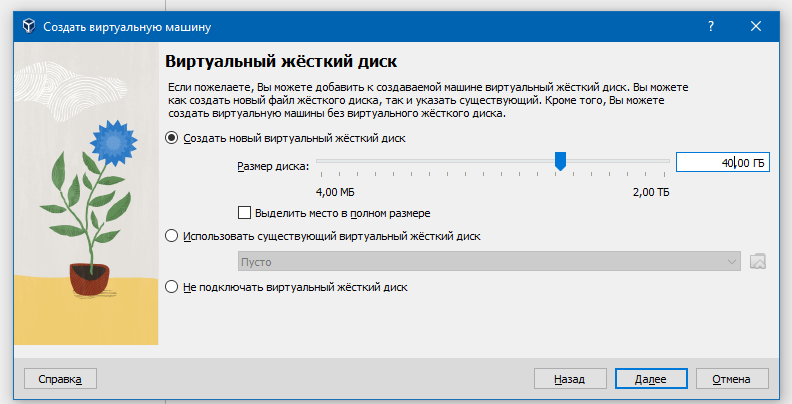 Создать виртуальную машину
Виртуальный жёсткий диск
Если пожелаете, Вы можете добавить к создаваемой машине виртуальный жёсткий диск. Вы можете
как создать новый файл жёсткого диска, так и указать существующий. Кроме того, Вы можете
создать виртуальную машины без виртуального жёсткого диска.
Создать новый виртуальный жёсткий диск
Размер диска: 40,00 ГБ
4,00 МБ 2,00 ТБ
Выделить место в полном размере
Использовать существующий виртуальный жёсткий диск
Пусто
Не подключать виртуальный жёсткий диск
Справка Назад Далее Отмена